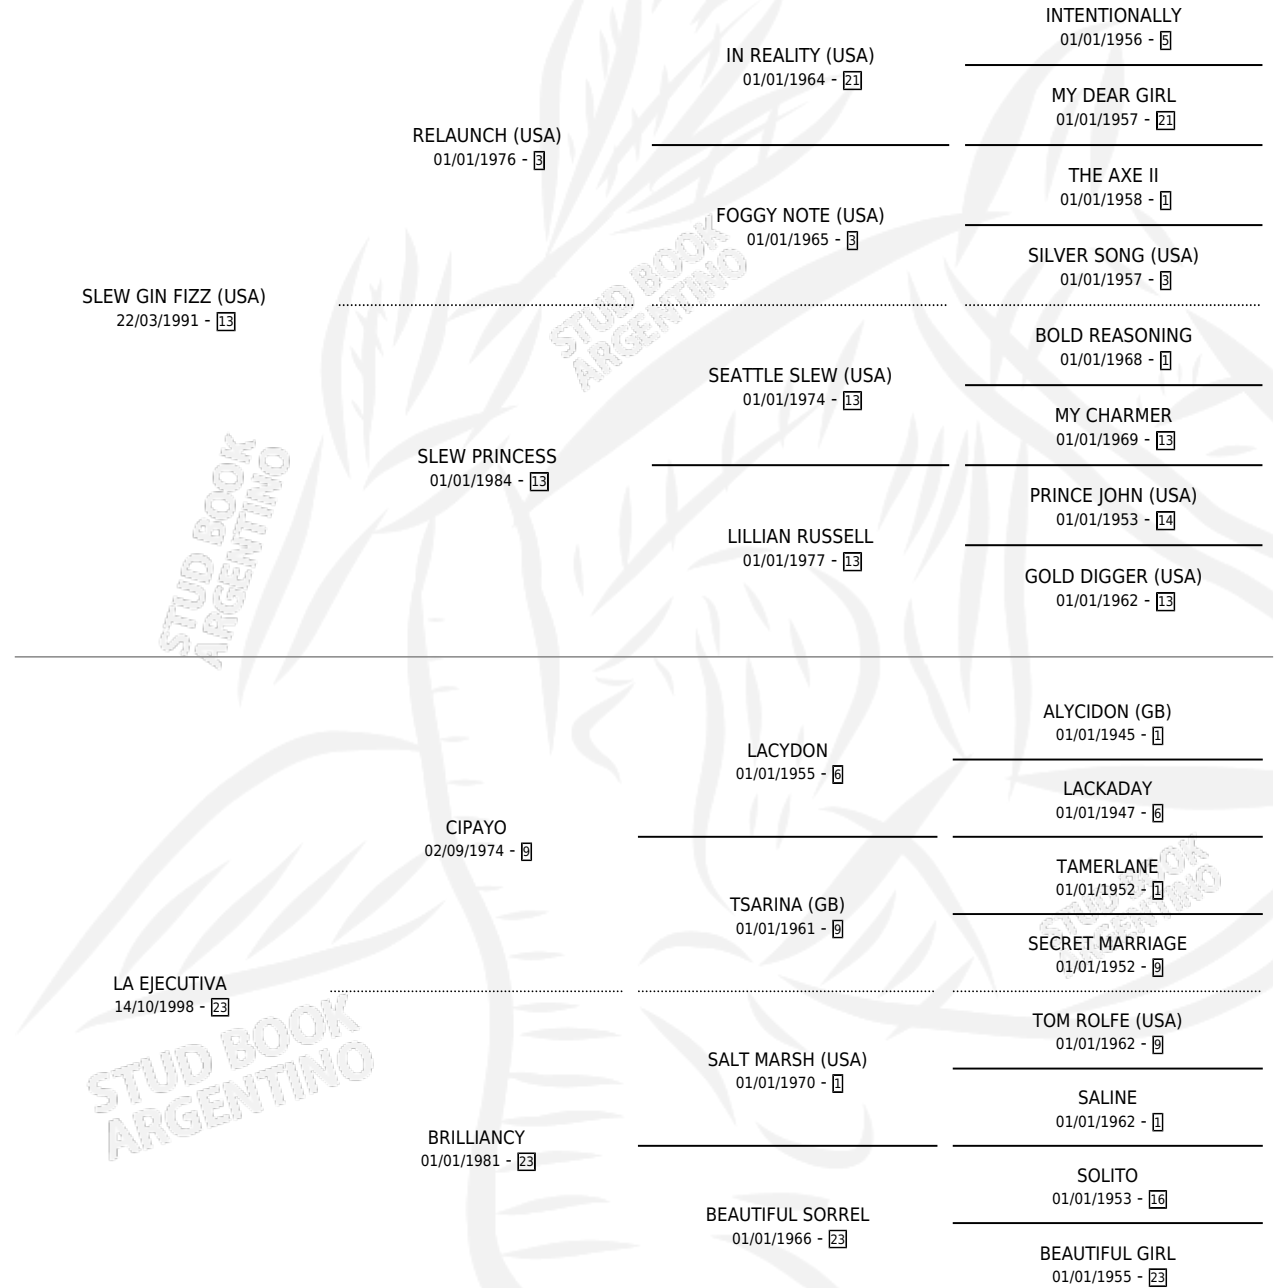 INTENTIONALLY
01/01/1956 - 5
IN REALITY (USA)
01/01/1964 - 21
MY DEAR GIRL
01/01/1957 - 21
RELAUNCH (USA)
01/01/1976 - 3
THE AXE II
01/01/1958 - 1
FOGGY NOTE (USA)
01/01/1965 - 3
SILVER SONG (USA)
01/01/1957 - 3
SLEW GIN FIZZ (USA)
22/03/1991 - 13
BOLD REASONING
01/01/1968 - 1
SEATTLE SLEW (USA)
01/01/1974 - 13
MY CHARMER
01/01/1969 - 13
SLEW PRINCESS
01/01/1984 - 13
PRINCE JOHN (USA)
01/01/1953 - 14
LILLIAN RUSSELL
01/01/1977 - 13
GOLD DIGGER (USA)
01/01/1962 - 13
STUD BOOK
ARGENTINO
STUD BOOK
ARGENTINO
ALYCIDON (GB)
01/01/1945 - 1
LACYDON
01/01/1955 - 6
LACKADAY
01/01/1947 - 6
CIPAYO
02/09/1974 - 9
TAMERLANE
01/01/1952 - 1
TSARINA (GB)
01/01/1961 - 9
SECRET MARRIAGE
01/01/1952 - 9
LA EJECUTIVA
14/10/1998 - 23
TOM ROLFE (USA)
01/01/1962 - 9
SALT MARSH (USA)
01/01/1970 - 1
SALINE
01/01/1962 - 1
BRILLIANCY
01/01/1981 - 23
SOLITO
01/01/1953 - 16
BEAUTIFUL SORREL
01/01/1966 - 23
BEAUTIFUL GIRL
01/01/1955 - 23
STUD BOOK
ARGENTINO
STUD BOOK
ARGENTINO